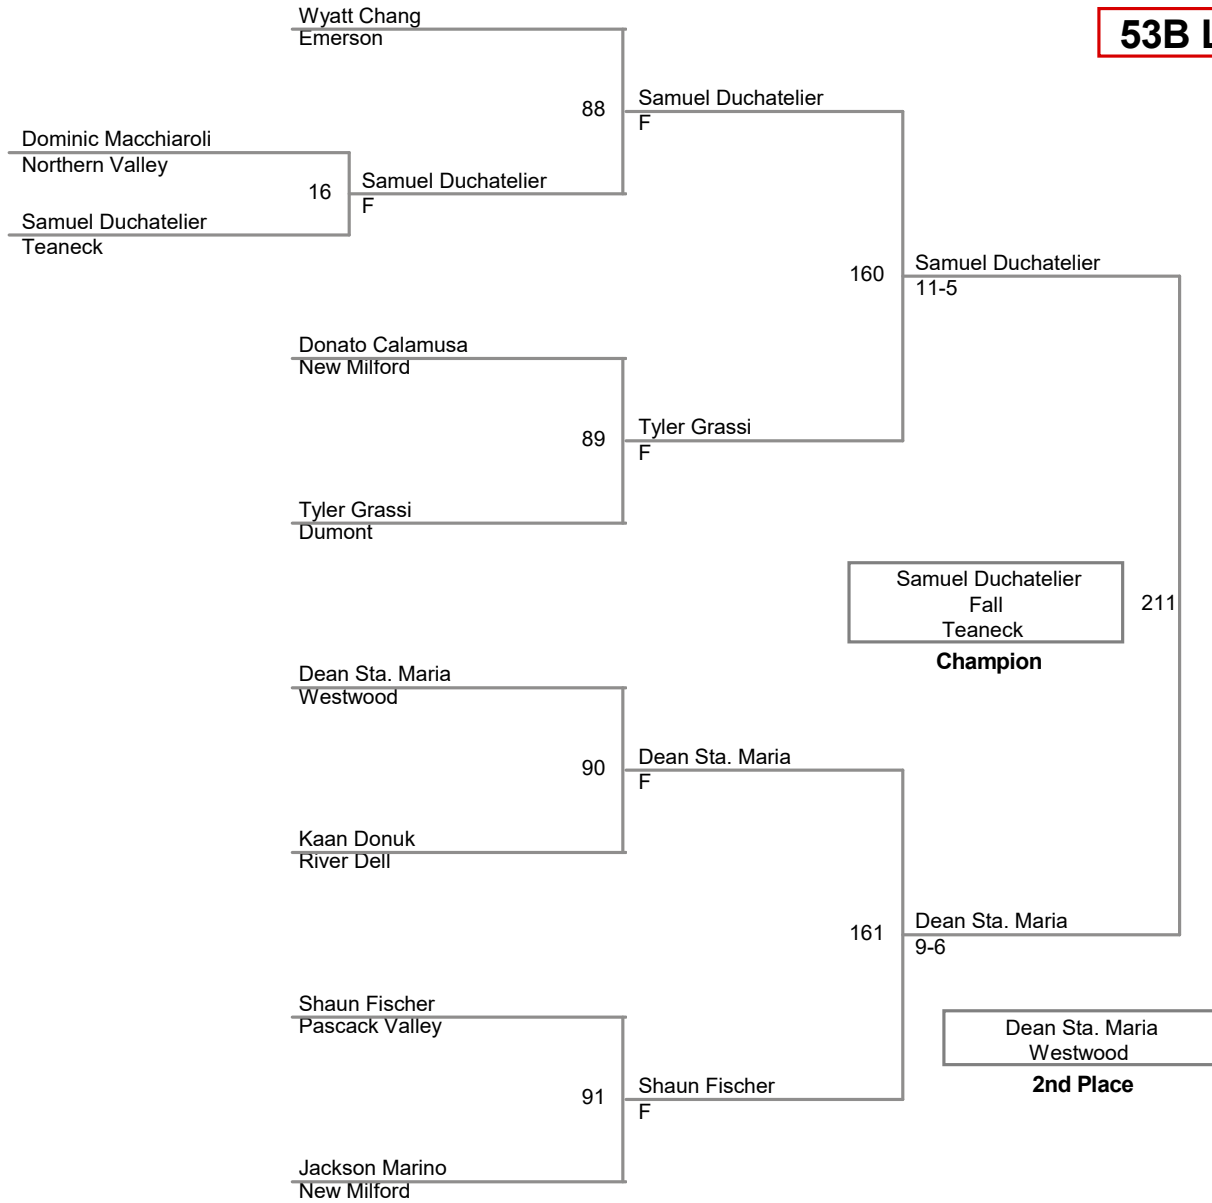 Wyatt Chang
Emerson
53B L
88
Samuel Duchatelier
F
Dominic Macchiaroli
Northern Valley
16
Samuel Duchatelier
F
Samuel Duchatelier
Teaneck
160
Samuel Duchatelier
11-5
Donato Calamusa
New Milford
89
Tyler Grassi
F
Tyler Grassi
Dumont
Samuel Duchatelier
Fall
Teaneck
211
Champion
Dean Sta. Maria
Westwood
90
Dean Sta. Maria
F
Kaan Donuk
River Dell
161
Dean Sta. Maria
9-6
Shaun Fischer
Pascack Valley
Dean Sta. Maria
Westwood
2nd Place
91
Shaun Fischer
F
Jackson Marino
New Milford